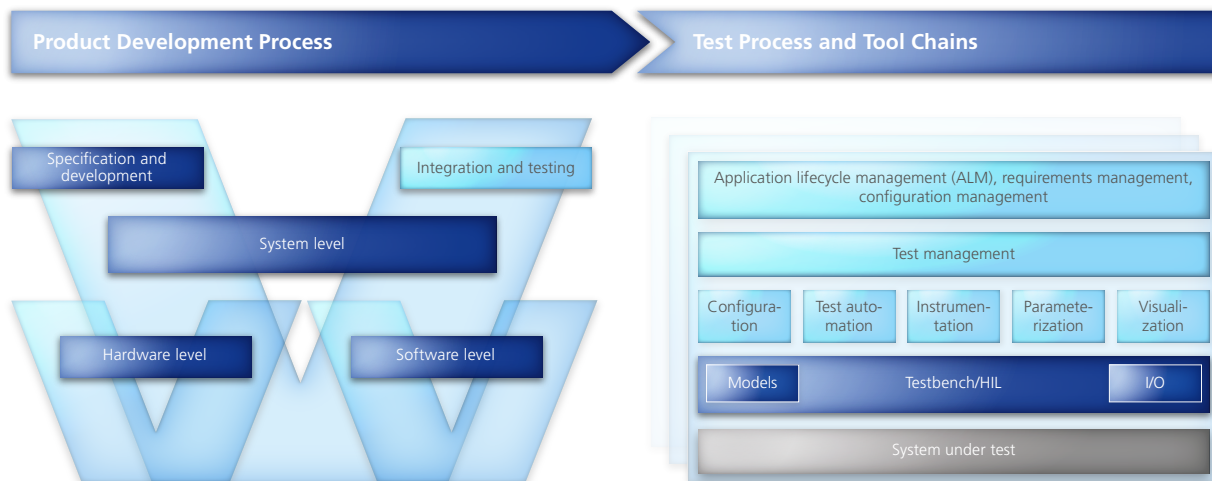 Product Development Process
Test Process and Tool Chains
Specification and
development
Integration and testing
System level
Hardware level
Software level
Application lifecycle management (ALM), requirements management,
configuration management
Test management
Configura-
tion
Test auto-
mation
Instrumen-
tation
Paramete-
rization
Visuali-
zation
Models
Testbench/HIL
I/O
System under test